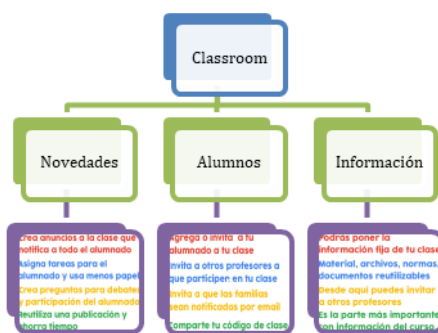 Classroom
Novedades
Alumnos
Información
Crea anuncios a la clase que
notifica a todo el alumnado
Asigna tareas para el
alumnado y usa menos papel
Crea preguntas para debates
y participación del alumnado
Reutiliza una publicación y
ahorra tiempo
Agrega o invita a tu
alumnado a tu clase
Invita a otros profesores a
que participen en tu clase
Invita a que las familias
sean notificadas por email
Comparte tu código de clase
Podrás poner la
información fija de tu clase
Material, archivos, normas,
documentos reutilizables
Desde aquí puedes invitar
a otros profesores
Es la parte más importante
con información del curso